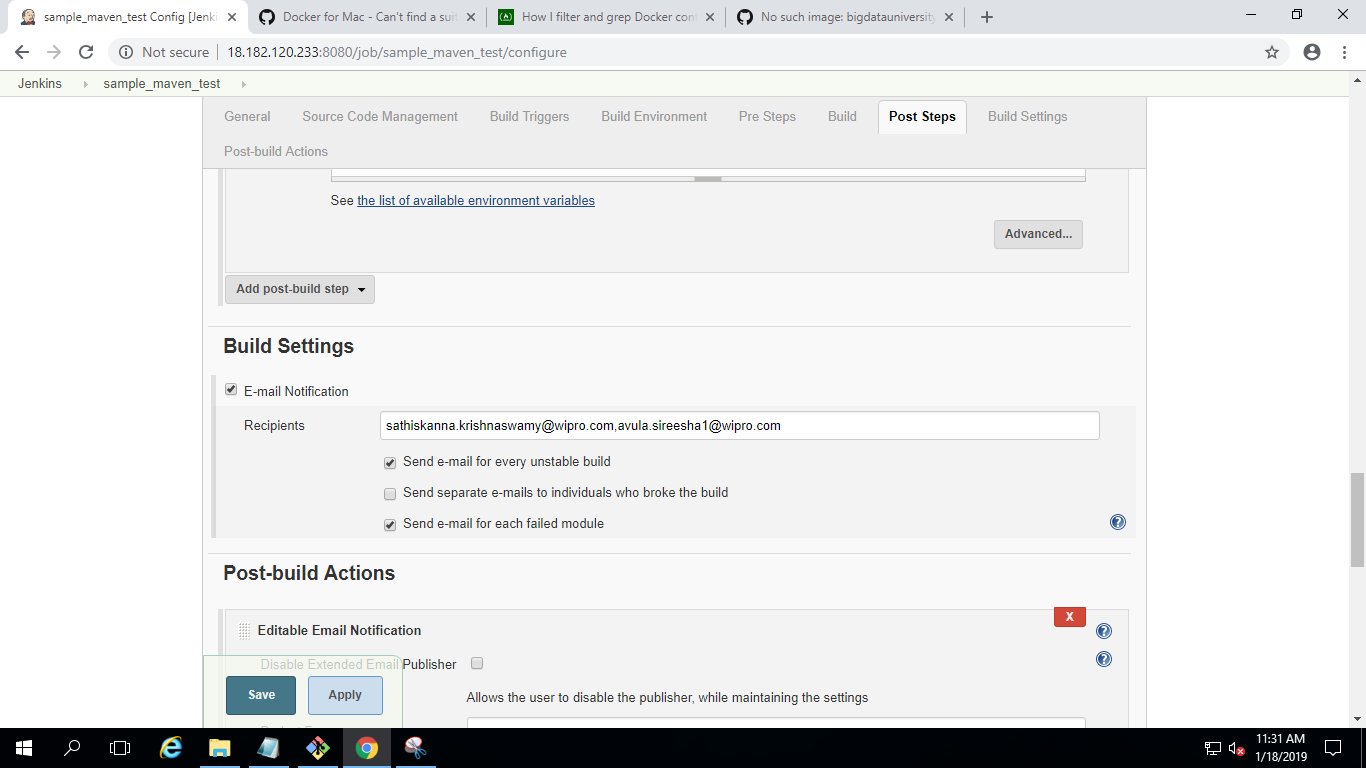 sample_maven_test Config [Jenki
Docker for Mac - Can't find a suit
How I filter and grep Docker con
No such image: bigdatauniversity
Not secure
18.182.120.233:8080/job/sample_maven_test/configure
Jenkins
sample_maven_test
General
Source Code Management
Build Triggers
Build Environment
Pre Steps
Build
Post Steps
Build Settings
Post-build Actions
See the list of available environment variables
Advanced...
Add post-build step
Build Settings
E-mail Notification
Recipients
sathiskanna.krishnaswamy@wipro.com,avula.sireesha1@wipro.com
Send e-mail for every unstable build
Send separate e-mails to individuals who broke the build
Send e-mail for each failed module
Post-build Actions
X
Editable Email Notification
Disable Extended Email Publisher
Save
Apply
Allows the user to disable the publisher, while maintaining the settings
11:31 AM
1/18/2019